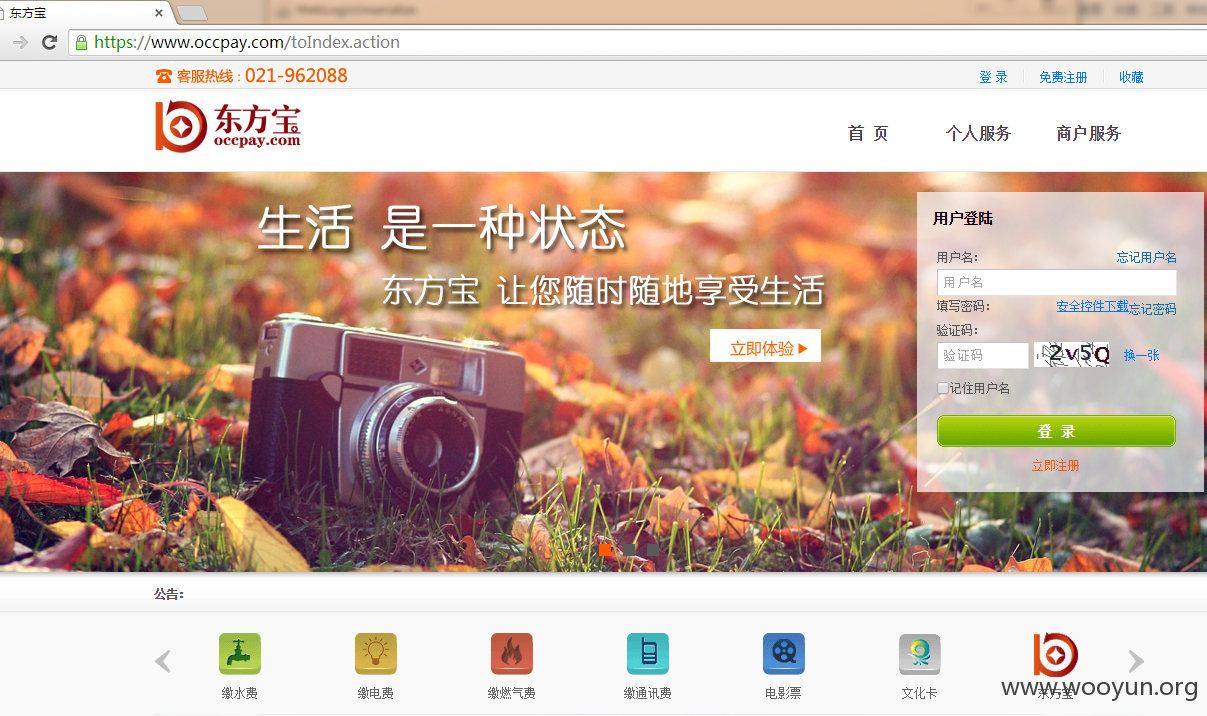 东方宝
https://www.occpay.com/toIndex.action
客服热线 : 021-962088
登 录
免费注册
收藏
东方宝
occpay.com
首 页
个人服务
商户服务
生活 是一种状态
东方宝 让您随时随地享受生活
立即体验
用户登陆
用户名:
忘记用户名
用户名
填写密码:
安全控件下载
忘记密码
验证码:
验证码
2v5Q
换一张
记住用户名
登 录
立即注册
公告:
缴水费
缴电费
缴燃气费
缴通讯费
电影票
文化卡
东方宝
www.wooyun.org